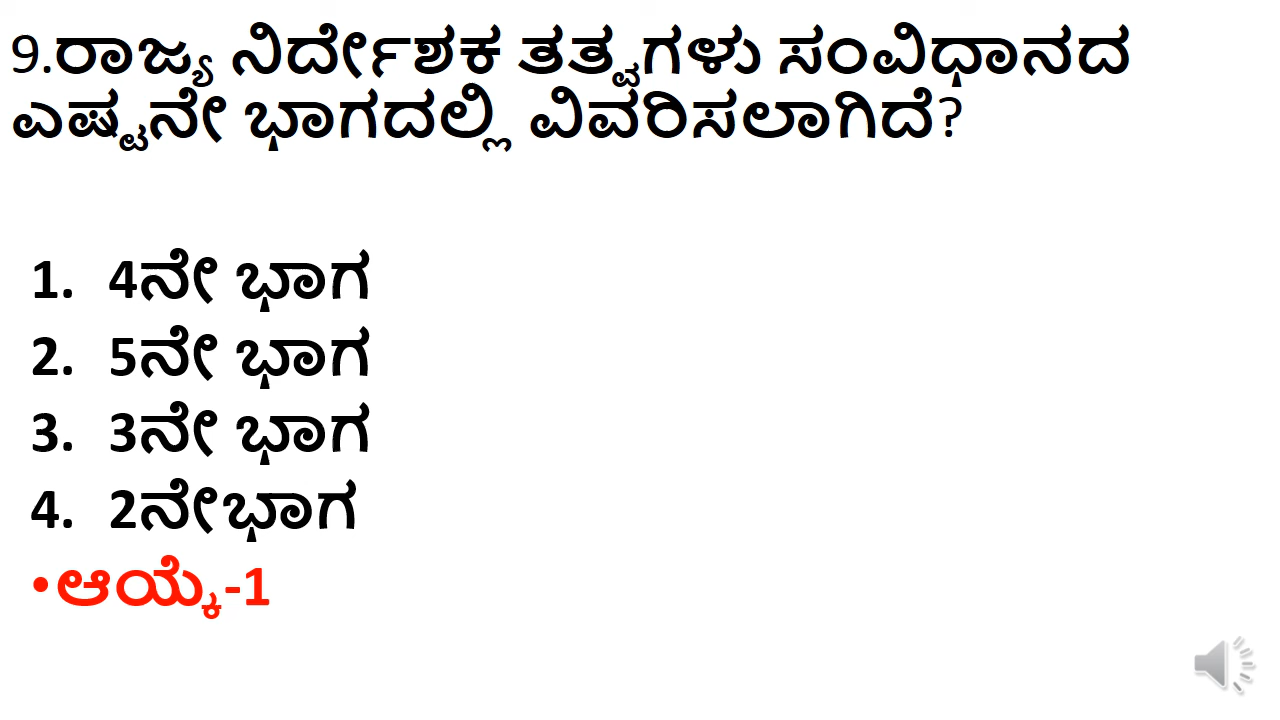 9.ರಾಜ್ಯ ನಿರ್ದೇಶಕ ತತ್ವಗಳು ಸಂವಿಧಾನದ
ಎಷ್ಟನೇ ಭಾಗದಲ್ಲಿ ವಿವರಿಸಲಾಗಿದೆ?
1. 4ನೇ ಭಾಗ
2. 5ನೇ ಭಾಗ
3. 3ನೇ ಭಾಗ
4. 2ನೇಭಾಗ
•ಆಯ್ಕೆ-1